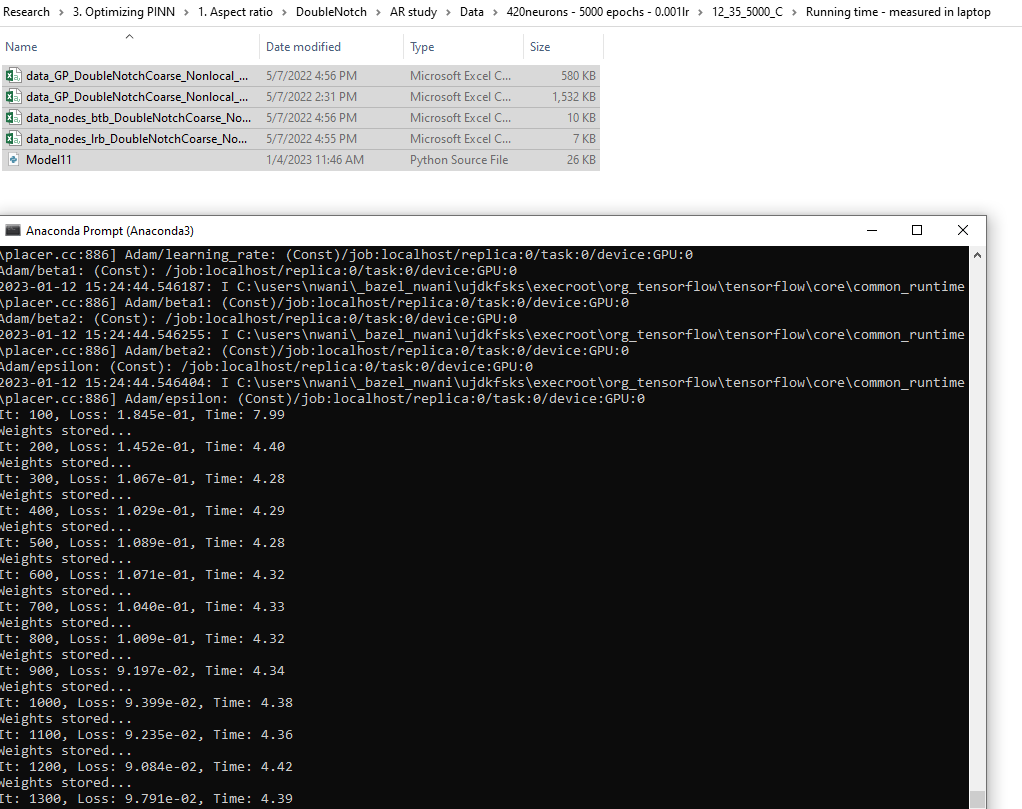 Research > 3. Optimizing PINN > 1. Aspect ratio > DoubleNotch > AR study > Data > 420neurons - 5000 epochs - 0.001lr > 12_35_5000_C > Running time - measured in laptop
Name Date modified Type Size
data_GP_DoubleNotchCoarse_Nonlocal_... 5/7/2022 4:56 PM Microsoft Excel C... 580 KB
data_GP_DoubleNotchCoarse_Nonlocal_... 5/7/2022 2:31 PM Microsoft Excel C... 1,532 KB
data_nodes_btb_DoubleNotchCoarse_No... 5/7/2022 4:56 PM Microsoft Excel C... 10 KB
data_nodes_lrb_DoubleNotchCoarse_No... 5/7/2022 4:55 PM Microsoft Excel C... 7 KB
Model11 1/4/2023 11:46 AM Python Source File 26 KB
Anaconda Prompt (Anaconda3)
\placer.cc:886] Adam/learning_rate: (Const)/job:localhost/replica:0/task:0/device:GPU:0
Adam/beta1: (Const): /job:localhost/replica:0/task:0/device:GPU:0
2023-01-12 15:24:44.546187: I C:\users\nwani\_bazel_nwani\ujdkfsks\execroot\org_tensorflow\tensorflow\core\common_runtime
\placer.cc:886] Adam/beta1: (Const)/job:localhost/replica:0/task:0/device:GPU:0
Adam/beta2: (Const): /job:localhost/replica:0/task:0/device:GPU:0
2023-01-12 15:24:44.546255: I C:\users\nwani\_bazel_nwani\ujdkfsks\execroot\org_tensorflow\tensorflow\core\common_runtime
\placer.cc:886] Adam/beta2: (Const)/job:localhost/replica:0/task:0/device:GPU:0
Adam/epsilon: (Const): /job:localhost/replica:0/task:0/device:GPU:0
2023-01-12 15:24:44.546404: I C:\users\nwani\_bazel_nwani\ujdkfsks\execroot\org_tensorflow\tensorflow\core\common_runtime
\placer.cc:886] Adam/epsilon: (Const)/job:localhost/replica:0/task:0/device:GPU:0
It: 100, Loss: 1.845e-01, Time: 7.99
Weights stored...
It: 200, Loss: 1.452e-01, Time: 4.40
Weights stored...
It: 300, Loss: 1.067e-01, Time: 4.28
Weights stored...
It: 400, Loss: 1.029e-01, Time: 4.29
Weights stored...
It: 500, Loss: 1.089e-01, Time: 4.28
Weights stored...
It: 600, Loss: 1.071e-01, Time: 4.32
Weights stored...
It: 700, Loss: 1.040e-01, Time: 4.33
Weights stored...
It: 800, Loss: 1.009e-01, Time: 4.32
Weights stored...
It: 900, Loss: 9.197e-02, Time: 4.34
Weights stored...
It: 1000, Loss: 9.399e-02, Time: 4.38
Weights stored...
It: 1100, Loss: 9.235e-02, Time: 4.36
Weights stored...
It: 1200, Loss: 9.084e-02, Time: 4.42
Weights stored...
It: 1300, Loss: 9.791e-02, Time: 4.39